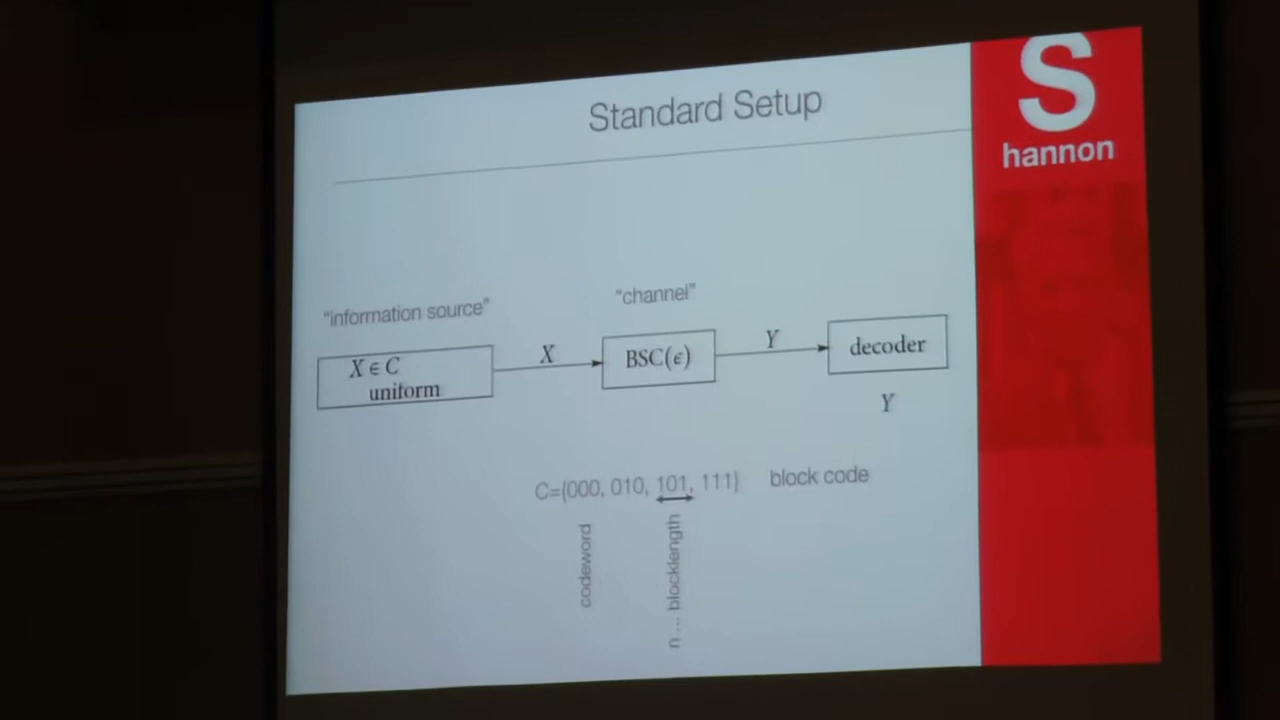 Standard Setup
S
hannon
"information source"
"channel"
X ∈ C
uniform
X
BSC(ϵ)
Y
decoder
Y
C={000, 010, 101, 111}
block code
codeword
n ... blocklength